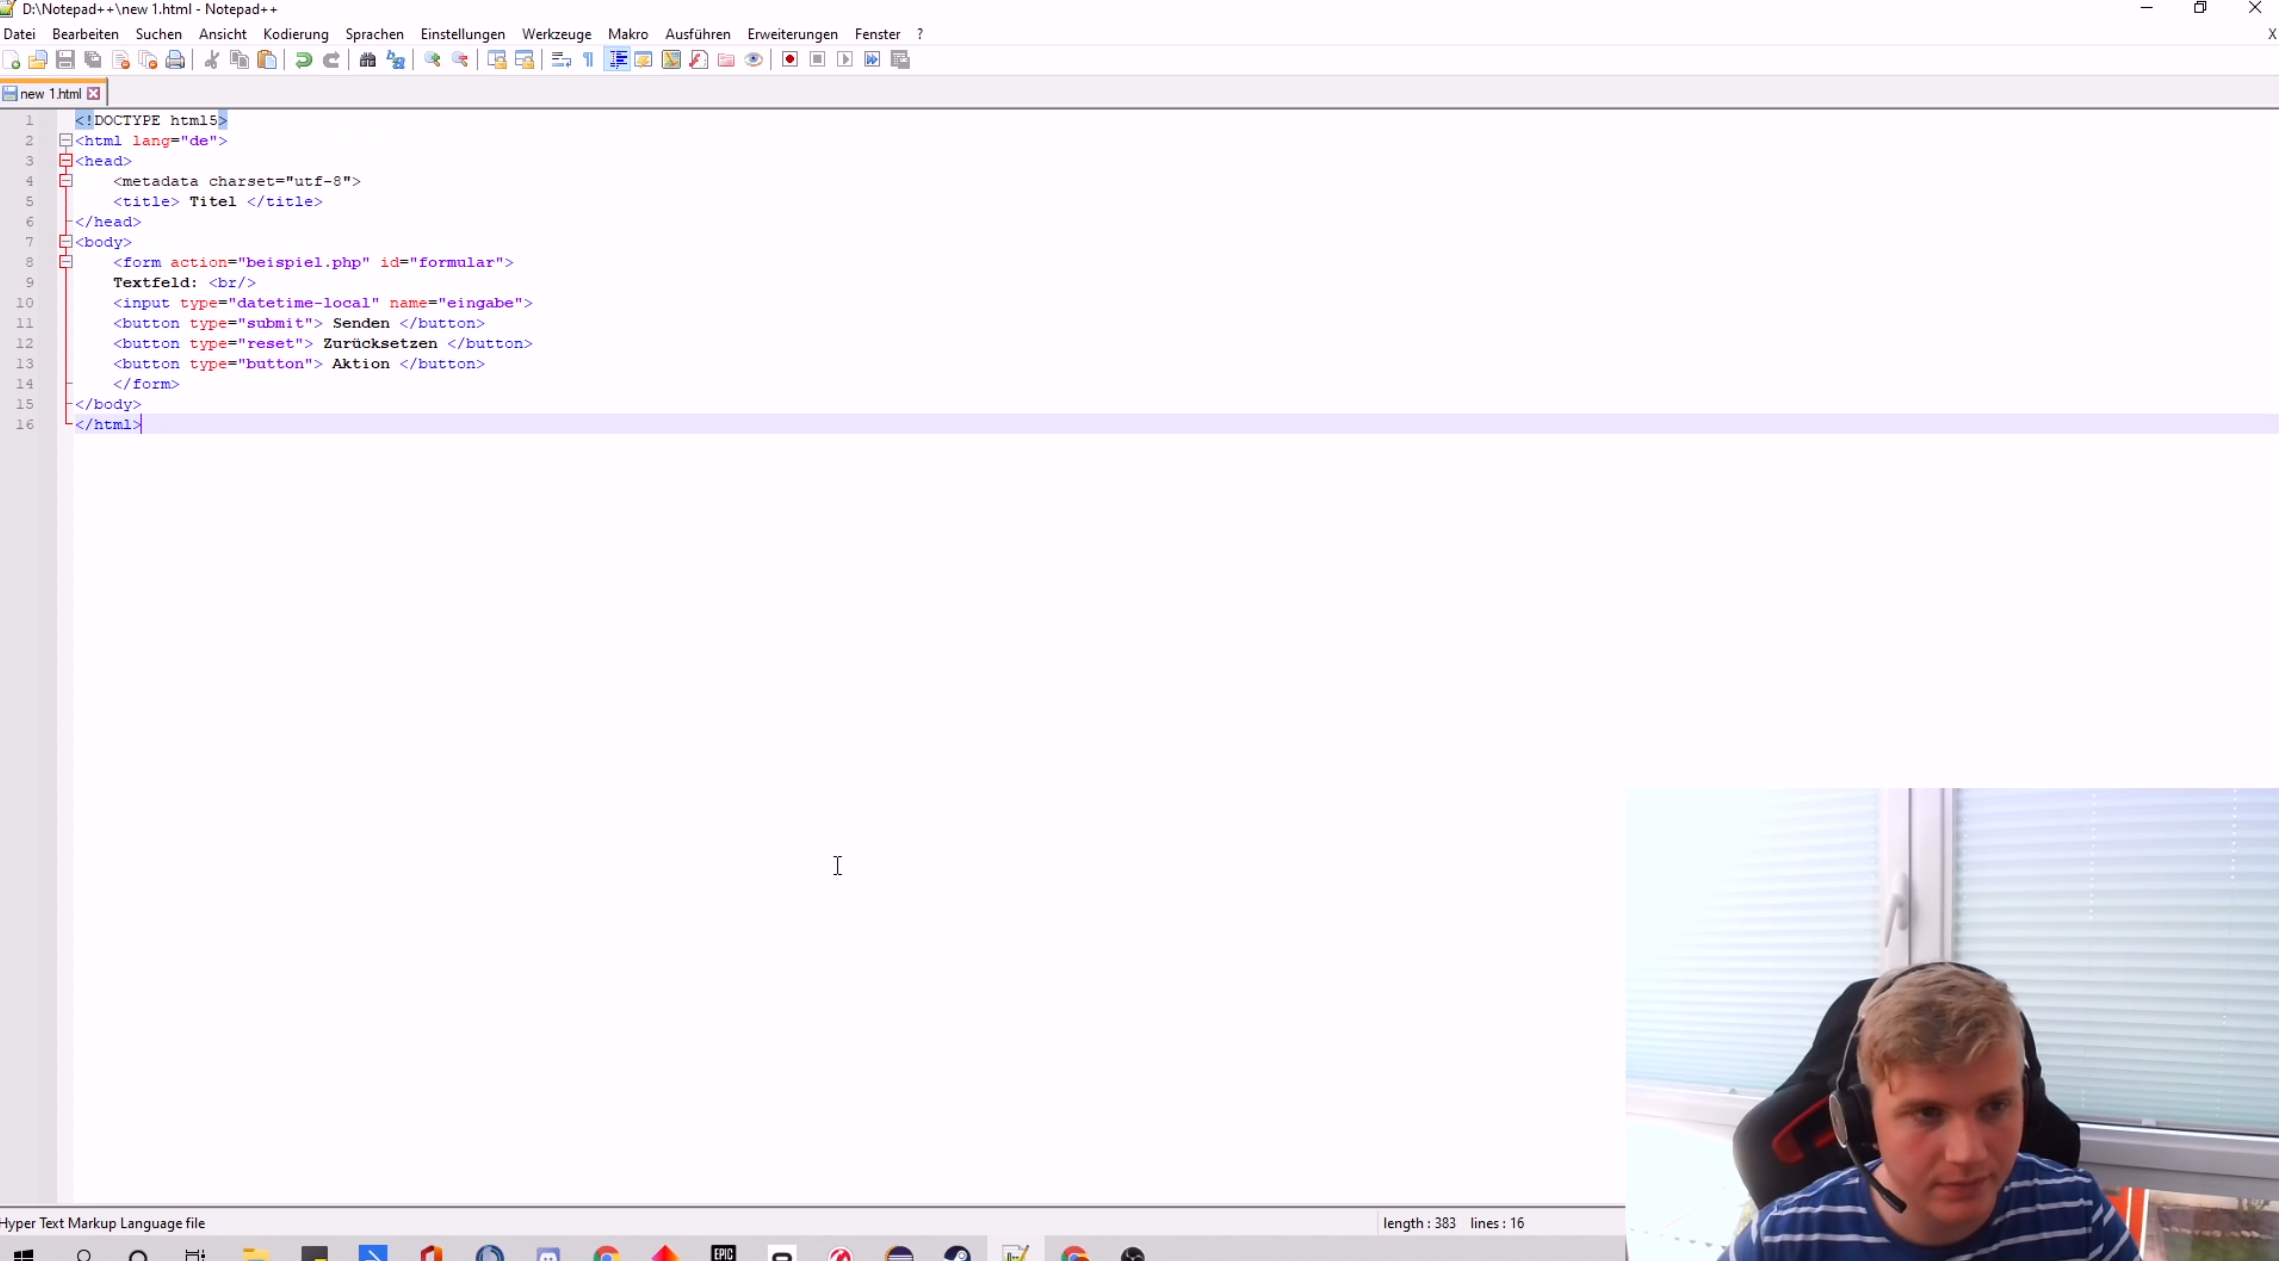 D:\Notepad++\new 1.html - Notepad++
Datei Bearbeiten Suchen Ansicht Kodierung Sprachen Einstellungen Werkzeuge Makro Ausführen Erweiterungen Fenster ? X
new 1.html
1 <!DOCTYPE html5>
2 <html lang="de">
3 <head>
4 <metadata charset="utf-8">
5 <title> Titel </title>
6 </head>
7 <body>
8 <form action="beispiel.php" id="formular">
9 Textfeld: <br/>
10 <input type="datetime-local" name="eingabe">
11 <button type="submit"> Senden </button>
12 <button type="reset"> Zurücksetzen </button>
13 <button type="button"> Aktion </button>
14 </form>
15 </body>
16 </html>
Hyper Text Markup Language file length : 383 lines : 16
EPIC